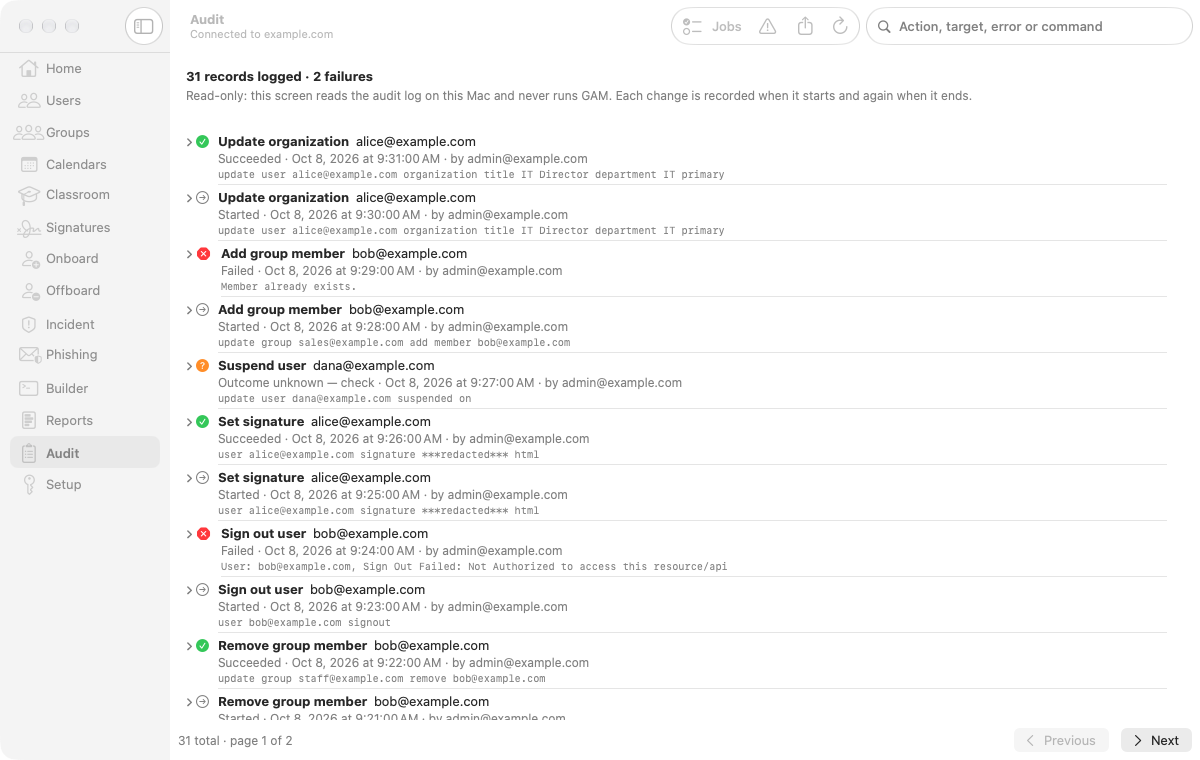 Audit
Connected to example.com
Jobs
Action, target, error or command
Home
Users
Groups
Calendars
Classroom
Signatures
Onboard
Offboard
Incident
Phishing
Builder
Reports
Audit
Setup
31 records logged · 2 failures
Read-only: this screen reads the audit log on this Mac and never runs GAM. Each change is recorded when it starts and again when it ends.
Update organization alice@example.com
Succeeded · Oct 8, 2026 at 9:31:00 AM · by admin@example.com
update user alice@example.com organization title IT Director department IT primary
Update organization alice@example.com
Started · Oct 8, 2026 at 9:30:00 AM · by admin@example.com
update user alice@example.com organization title IT Director department IT primary
Add group member bob@example.com
Failed · Oct 8, 2026 at 9:29:00 AM · by admin@example.com
Member already exists.
Add group member bob@example.com
Started · Oct 8, 2026 at 9:28:00 AM · by admin@example.com
update group sales@example.com add member bob@example.com
Suspend user dana@example.com
Outcome unknown — check · Oct 8, 2026 at 9:27:00 AM · by admin@example.com
update user dana@example.com suspended on
Set signature alice@example.com
Succeeded · Oct 8, 2026 at 9:26:00 AM · by admin@example.com
user alice@example.com signature ***redacted*** html
Set signature alice@example.com
Started · Oct 8, 2026 at 9:25:00 AM · by admin@example.com
user alice@example.com signature ***redacted*** html
Sign out user bob@example.com
Failed · Oct 8, 2026 at 9:24:00 AM · by admin@example.com
User: bob@example.com, Sign Out Failed: Not Authorized to access this resource/api
Sign out user bob@example.com
Started · Oct 8, 2026 at 9:23:00 AM · by admin@example.com
user bob@example.com signout
Remove group member bob@example.com
Succeeded · Oct 8, 2026 at 9:22:00 AM · by admin@example.com
update group staff@example.com remove bob@example.com
Remove group member bob@example.com
Started · Oct 8, 2026 at 9:21:00 AM · by admin@example.com
31 total · page 1 of 2
Previous
Next